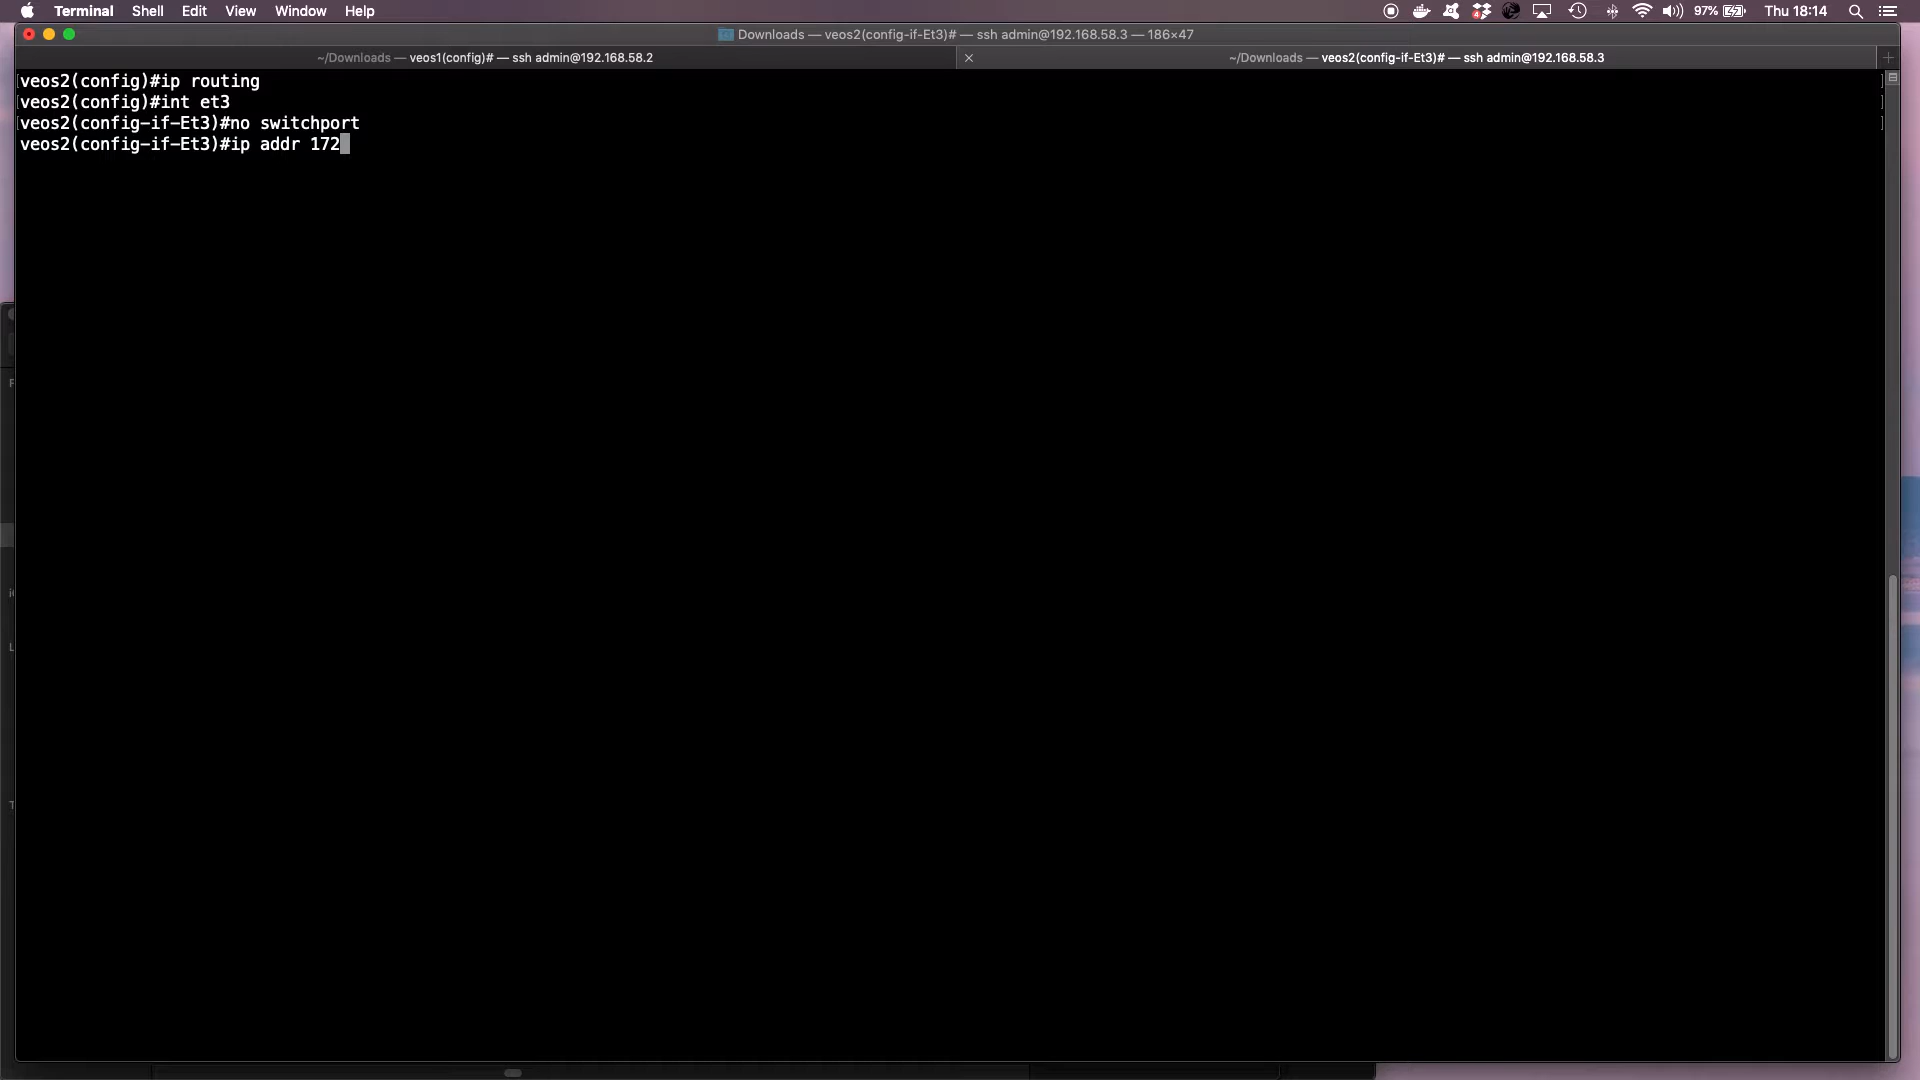 Terminal Shell Edit View Window Help 97% Thu 18:14
Downloads — veos2(config-if-Et3)# — ssh admin@192.168.58.3 — 186×47
~/Downloads — veos1(config)# — ssh admin@192.168.58.2
~/Downloads — veos2(config-if-Et3)# — ssh admin@192.168.58.3
[veos2(config)#ip routing ]
[veos2(config)#int et3 ]
[veos2(config-if-Et3)#no switchport ]
veos2(config-if-Et3)#ip addr 172